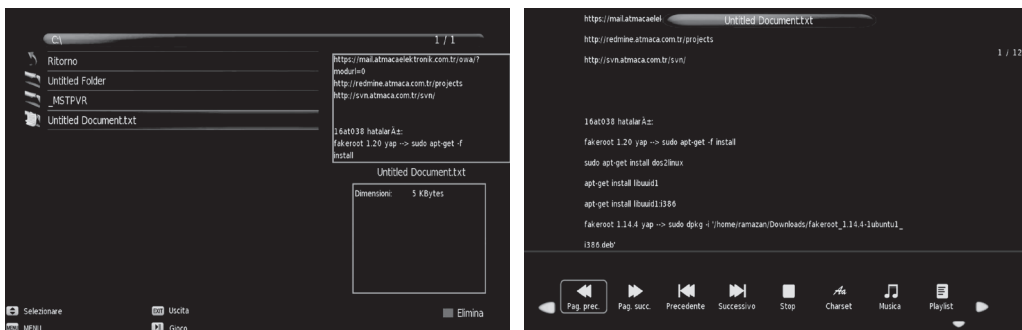 C:\
1 / 1
Ritorno
Untitled Folder
_MSTPVR
Untitled Document.txt
https://mail.atmacaelektronik.com.tr/owa/?
modurl=0
http://redmine.atmaca.com.tr/projects
http://svn.atmaca.com.tr/svn/
16at038 hatalarÄ±:
fakeroot 1.20 yap --> sudo apt-get -f
install
Untitled Document.txt
Dimensioni: 5 KBytes
Selezionare
EXIT Uscita
Elimina
MENU MENU
Gioco
https://mail.atmacaelel
Untitled Document.txt
http://redmine.atmaca.com.tr/projects
1 / 12
http://svn.atmaca.com.tr/svn/
16at038 hatalarÄ±:
fakeroot 1.20 yap --> sudo apt-get -f install
sudo apt-get install dos2linux
apt-get install libuuid1
apt-get install libuuid1:i386
fakeroot 1.14.4 yap --> sudo dpkg -i '/home/ramazan/Downloads/fakeroot_1.14.4-1ubuntu1_
i386.deb'
Pag. prec.
Pag. succ.
Precedente
Successivo
Stop
Aa
Charset
Musica
Playlist